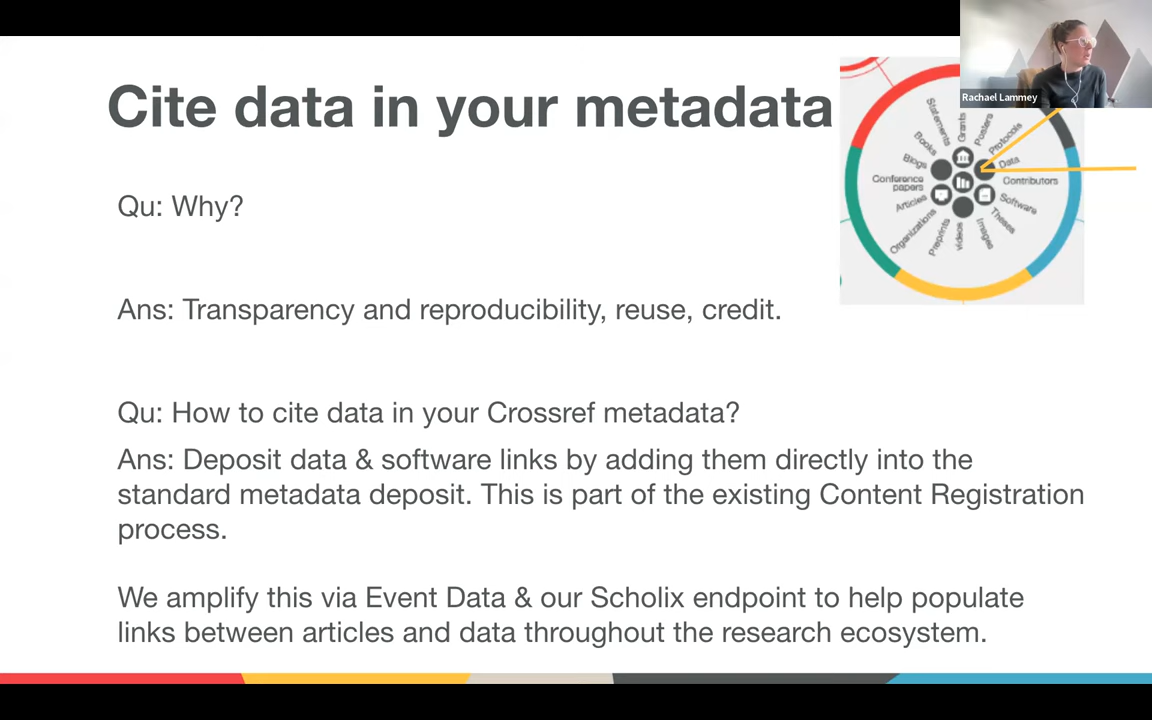 Cite data in your metadata
Rachael Lammey
Qu: Why?
Ans: Transparency and reproducibility, reuse, credit.
Qu: How to cite data in your Crossref metadata?
Ans: Deposit data & software links by adding them directly into the
standard metadata deposit. This is part of the existing Content Registration
process.
We amplify this via Event Data & our Scholix endpoint to help populate
links between articles and data throughout the research ecosystem.
Statements
Grants
Posters
Protocols
Data
Contributors
Software
Theses
Images
videos
Preprints
Organizations
Articles
Conference
papers
Blogs
Books